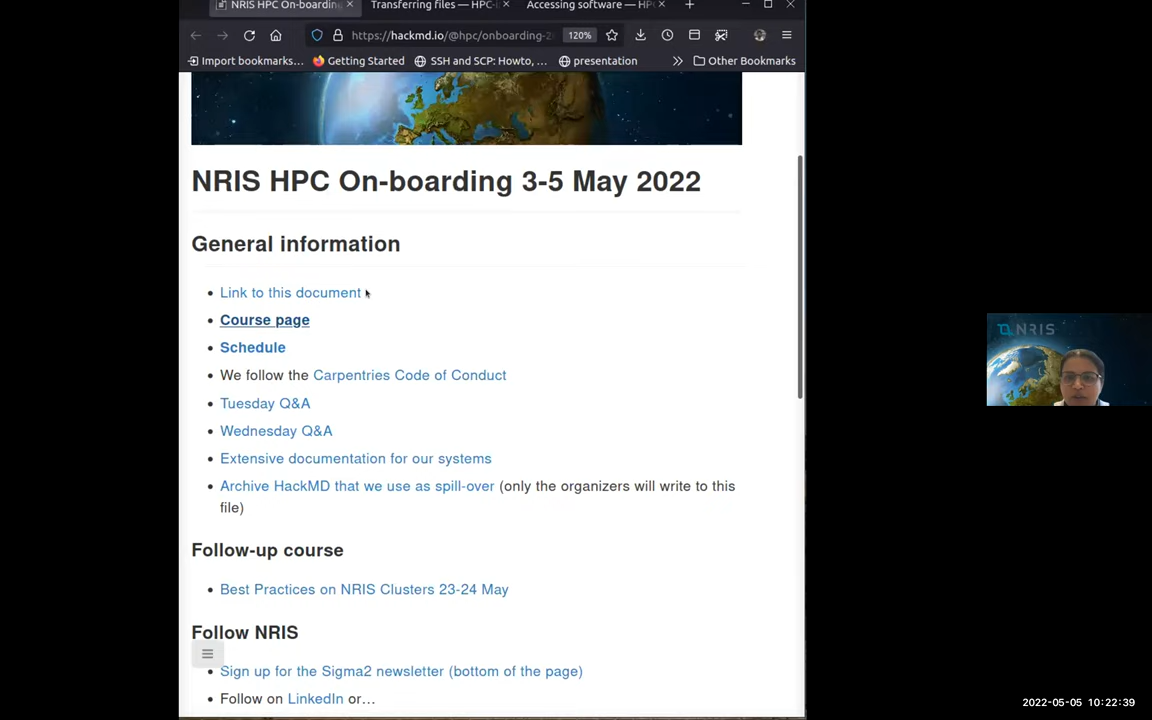 NRIS HPC On-boarding
Transferring files — HPC-
Accessing software — HP
https://hackmd.io/@hpc/onboarding-2
120%
Import bookmarks...
Getting Started
SSH and SCP: Howto, ...
presentation
Other Bookmarks
NRIS HPC On-boarding 3-5 May 2022
General information
Link to this document
Course page
Schedule
We follow the Carpentries Code of Conduct
Tuesday Q&A
Wednesday Q&A
Extensive documentation for our systems
Archive HackMD that we use as spill-over (only the organizers will write to this
file)
Follow-up course
Best Practices on NRIS Clusters 23-24 May
Follow NRIS
Sign up for the Sigma2 newsletter (bottom of the page)
Follow on LinkedIn or...
NRIS
2022-05-05 10:22:39